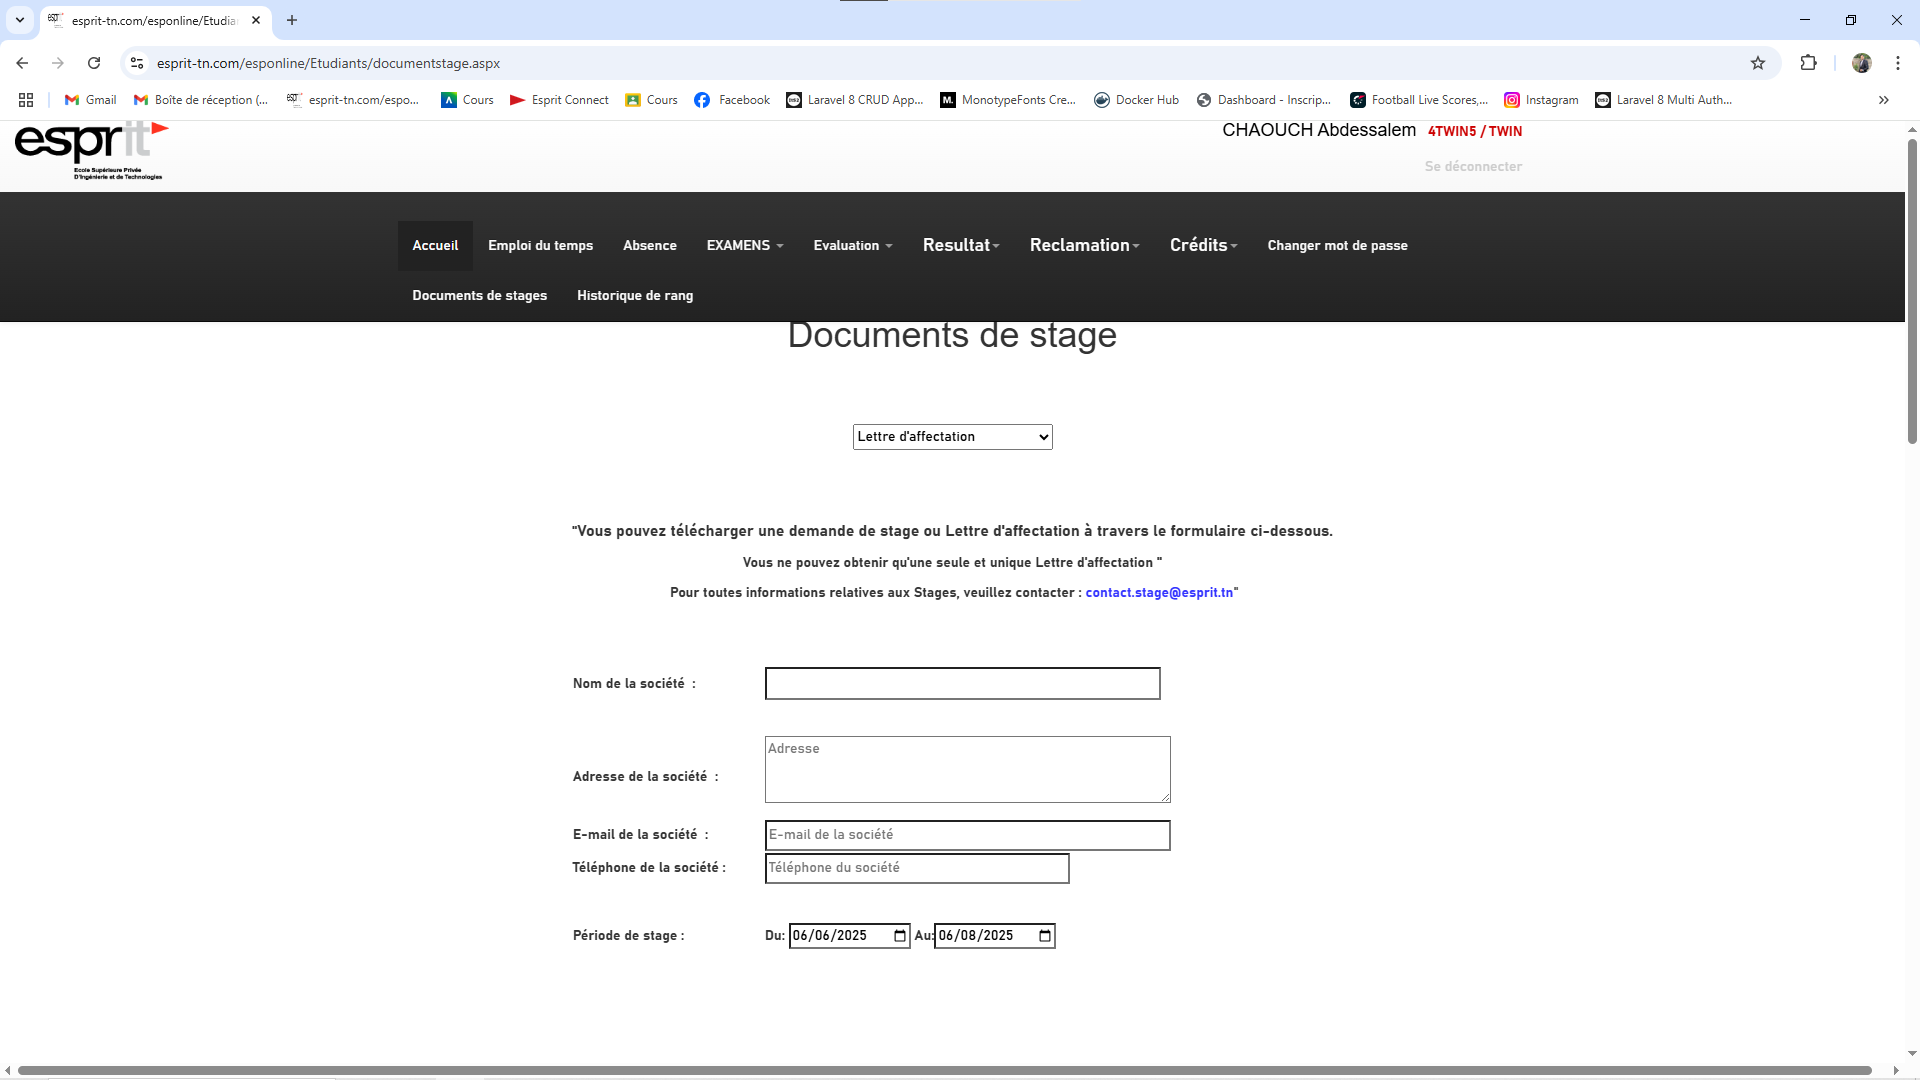 esprit-tn.com/esponline/Etudia
esprit-tn.com/esponline/Etudiants/documentstage.aspx
Gmail
Boîte de réception (...
esprit-tn.com/espo...
Cours
Esprit Connect
Cours
Facebook
Laravel 8 CRUD App...
MonotypeFonts Cre...
Docker Hub
Dashboard - Inscrip...
Football Live Scores,...
Instagram
Laravel 8 Multi Auth...
esprit
Ecole Supérieure Privée
D'Ingénierie et de Technologies
CHAOUCH Abdessalem 4TWIN5 / TWIN
Se déconnecter
Accueil
Emploi du temps
Absence
EXAMENS
Evaluation
Resultat
Reclamation
Crédits
Changer mot de passe
Documents de stages
Historique de rang
Documents de stage
Lettre d'affectation
"Vous pouvez télécharger une demande de stage ou Lettre d'affectation à travers le formulaire ci-dessous.
Vous ne pouvez obtenir qu'une seule et unique Lettre d'affectation "
Pour toutes informations relatives aux Stages, veuillez contacter : contact.stage@esprit.tn"
Nom de la société :
Adresse de la société :
Adresse
E-mail de la société :
E-mail de la société
Téléphone de la société :
Téléphone du société
Période de stage :
Du: 06/06/2025 Au: 06/08/2025